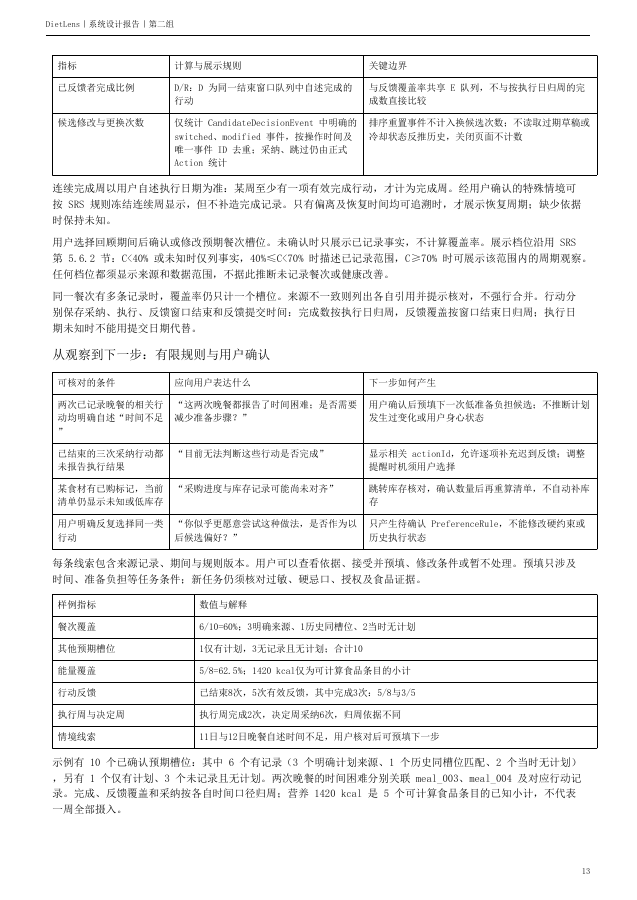 DietLens｜系统设计报告｜第二组
指标 计算与展示规则 关键边界
已反馈者完成比例 D/R：D 为同一结束窗口队列中自述完成的 与反馈覆盖率共享 E 队列，不与按执行日归周的完
行动 成数直接比较
候选修改与更换次数 仅统计 CandidateDecisionEvent 中明确的 排序重置事件不计入换候选次数；不读取过期草稿或
switched、modified 事件，按操作时间及 冷却状态反推历史，关闭页面不计数
唯一事件 ID 去重；采纳、跳过仍由正式
Action 统计
连续完成周以用户自述执行日期为准：某周至少有一项有效完成行动，才计为完成周。经用户确认的特殊情境可
按 SRS 规则冻结连续周显示，但不补造完成记录。只有偏离及恢复时间均可追溯时，才展示恢复周期；缺少依据
时保持未知。
用户选择回顾期间后确认或修改预期餐次槽位。未确认时只展示已记录事实，不计算覆盖率。展示档位沿用 SRS
第 5.6.2 节：C<40% 或未知时仅列事实，40%≤C<70% 时描述已记录范围，C≥70% 时可展示该范围内的周期观察。
任何档位都须显示来源和数据范围，不据此推断未记录餐次或健康改善。
同一餐次有多条记录时，覆盖率仍只计一个槽位。来源不一致则列出各自引用并提示核对，不强行合并。行动分
别保存采纳、执行、反馈窗口结束和反馈提交时间：完成数按执行日归周，反馈覆盖按窗口结束日归周；执行日
期未知时不能用提交日期代替。
从观察到下一步：有限规则与用户确认
可核对的条件 应向用户表达什么 下一步如何产生
两次已记录晚餐的相关行 “这两次晚餐都报告了时间困难；是否需要 用户确认后预填下一次低准备负担候选；不推断计划
动均明确自述“时间不足 减少准备步骤？” 发生过变化或用户身心状态
”
已结束的三次采纳行动都 “目前无法判断这些行动是否完成” 显示相关 actionId，允许逐项补充迟到反馈；调整
未报告执行结果 提醒时机须用户选择
某食材有已购标记，当前 “采购进度与库存记录可能尚未对齐” 跳转库存核对，确认数量后再重算清单，不自动补库
清单仍显示未知或低库存 存
用户明确反复选择同一类 “你似乎更愿意尝试这种做法，是否作为以 只产生待确认 PreferenceRule，不能修改硬约束或
行动 后候选偏好？” 历史执行状态
每条线索包含来源记录、期间与规则版本。用户可以查看依据、接受并预填、修改条件或暂不处理。预填只涉及
时间、准备负担等任务条件；新任务仍须核对过敏、硬忌口、授权及食品证据。
样例指标 数值与解释
餐次覆盖 6/10=60%；3明确来源、1历史同槽位、2当时无计划
其他预期槽位 1仅有计划，3无记录且无计划；合计10
能量覆盖 5/8=62.5%；1420 kcal仅为可计算食品条目的小计
行动反馈 已结束8次，5次有效反馈，其中完成3次：5/8与3/5
执行周与决定周 执行周完成2次，决定周采纳6次，归周依据不同
情境线索 11日与12日晚餐自述时间不足，用户核对后可预填下一步
示例有 10 个已确认预期槽位：其中 6 个有记录（3 个明确计划来源、1 个历史同槽位匹配、2 个当时无计划）
，另有 1 个仅有计划、3 个未记录且无计划。两次晚餐的时间困难分别关联 meal_003、meal_004 及对应行动记
录。完成、反馈覆盖和采纳按各自时间口径归周；营养 1420 kcal 是 5 个可计算食品条目的已知小计，不代表
一周全部摄入。
13